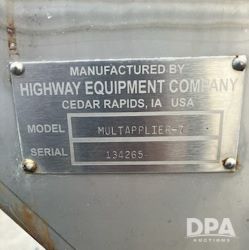 MANUFACTURED BY
HIGHWAY EQUIPMENT COMPANY
CEDAR RAPIDS, IA USA
MODEL MULTAPPLIER-7
SERIAL 134265
DPA
AUCTIONS